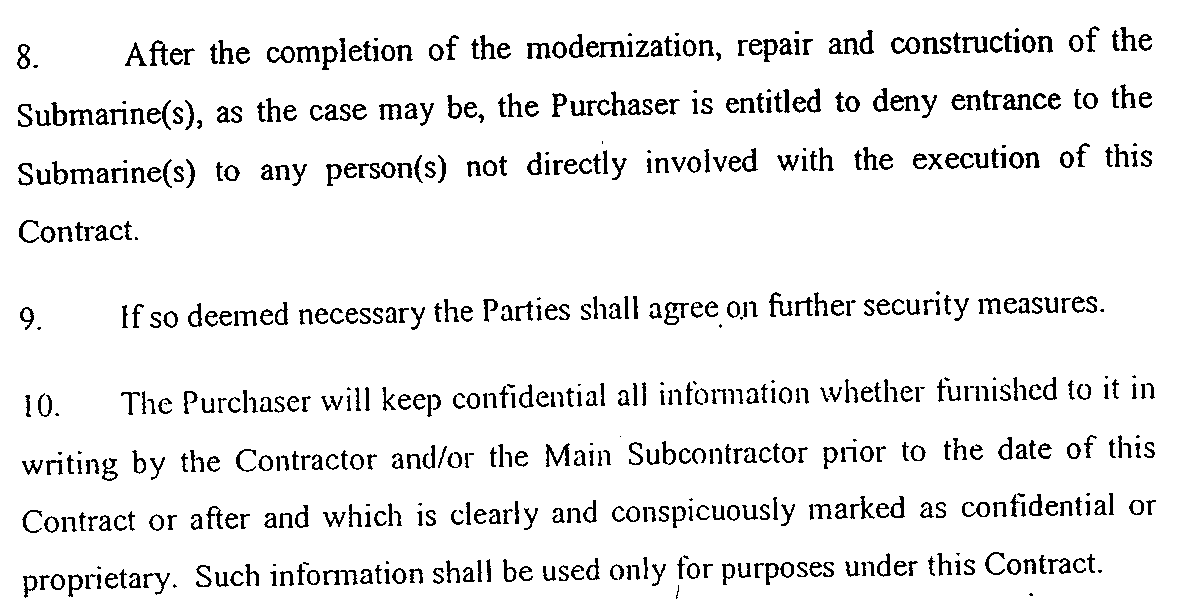 8. After the completion of the modernization, repair and construction of the
Submarine(s), as the case may be, the Purchaser is entitled to deny entrance to the
Submarine(s) to any person(s) not directly involved with the execution of this
Contract.
9. If so deemed necessary the Parties shall agree on further security measures.
10. The Purchaser will keep confidential all information whether furnished to it in
writing by the Contractor and/or the Main Subcontractor prior to the date of this
Contract or after and which is clearly and conspicuously marked as confidential or
proprietary. Such information shall be used only for purposes under this Contract.